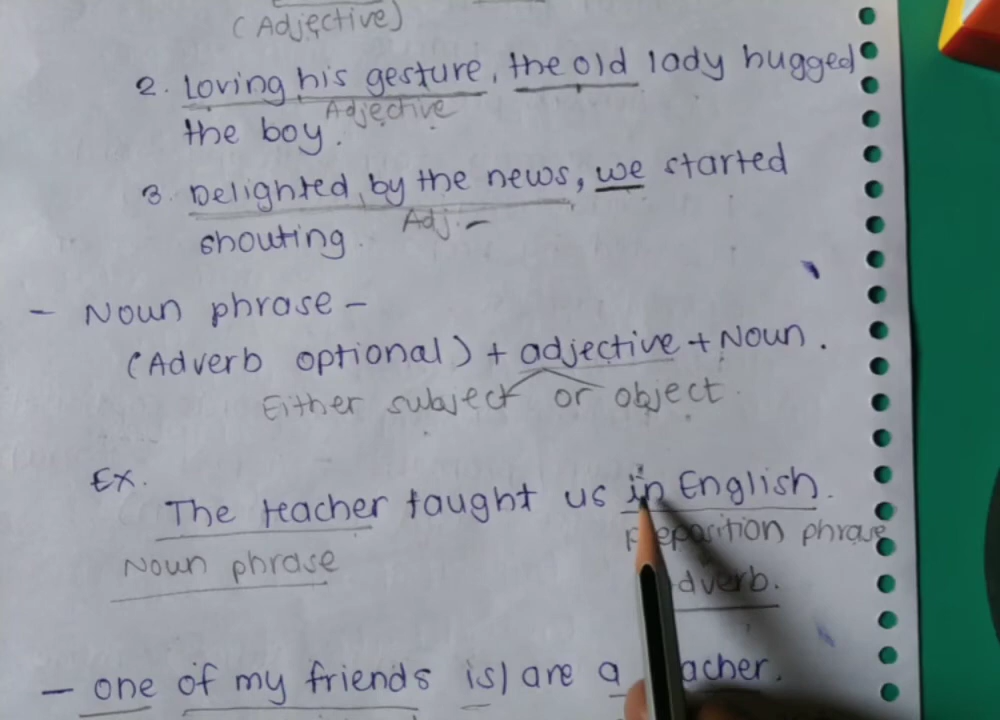 (Adjective)
2. Loving his gesture, the old lady hugged
Adjective
the boy.
3. Delighted by the news, we started
Adj.-
shouting.
- Noun phrase -
(Adverb optional) + adjective + Noun.
Either subject or object.
Ex.
The teacher taught us in English.
Noun phrase
phrase
- one of my friends is) are a